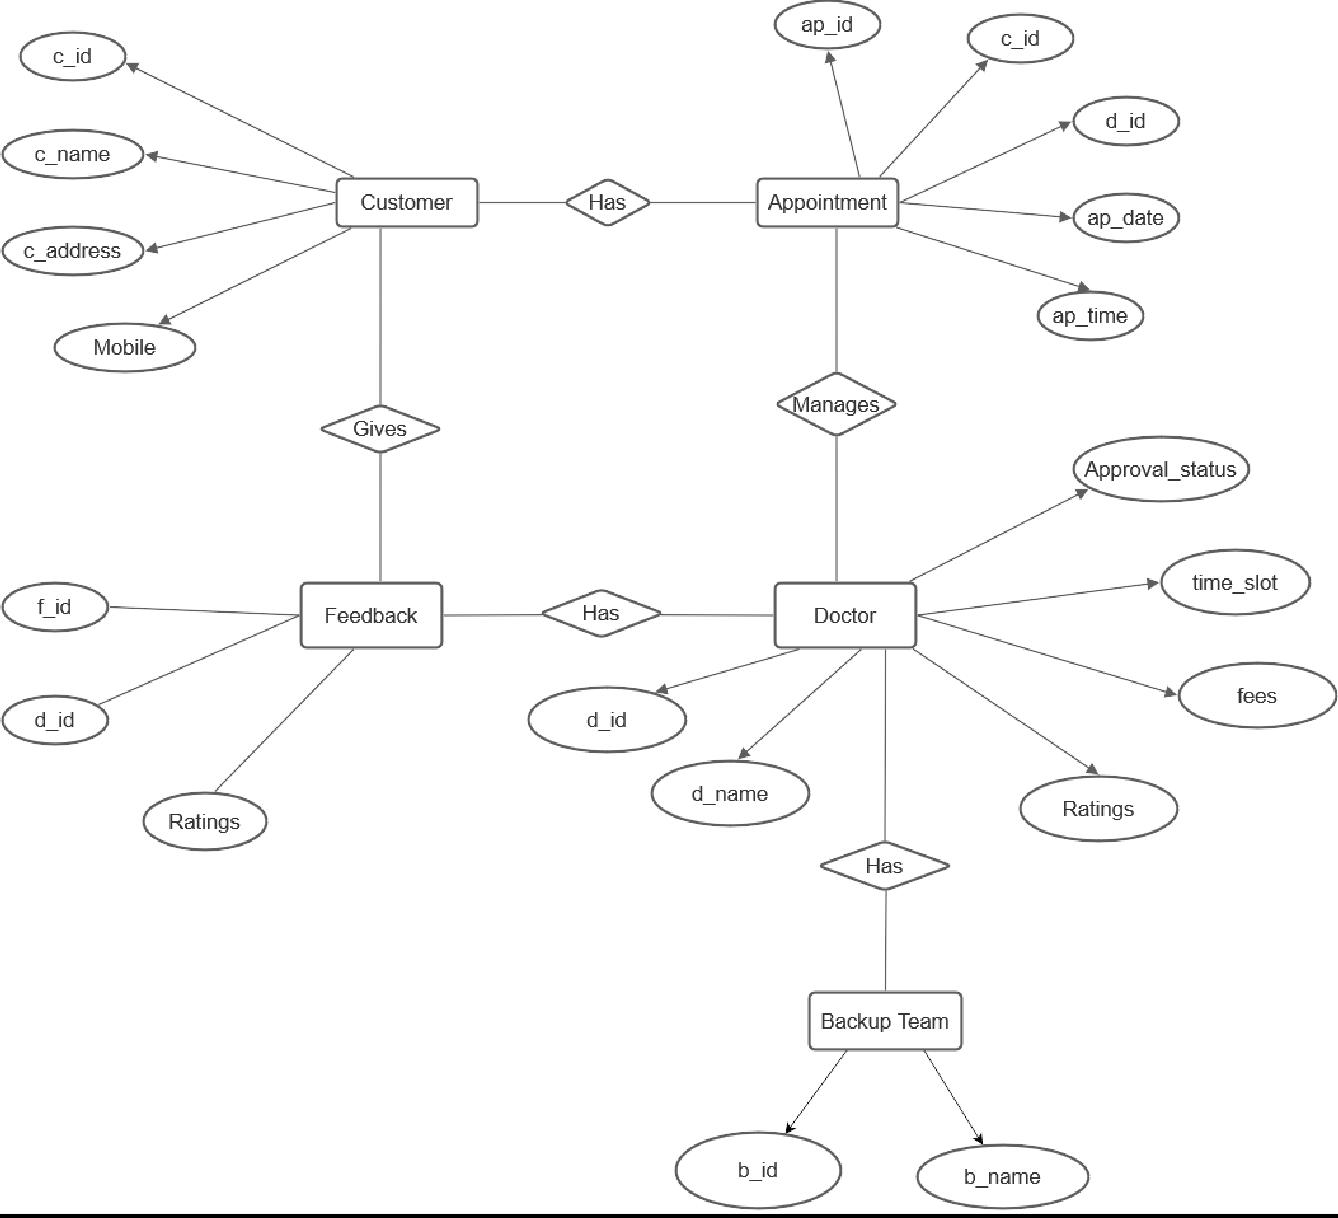 ap_id
c_id
c_id
d_id
c_name
Customer
Has
Appointment
ap_date
c_address
ap_time
Mobile
Manages
Gives
Approval_status
time_slot
f_id
Feedback
Has
Doctor
fees
d_id
d_id
d_name
Ratings
Ratings
Has
Backup Team
b_id
b_name